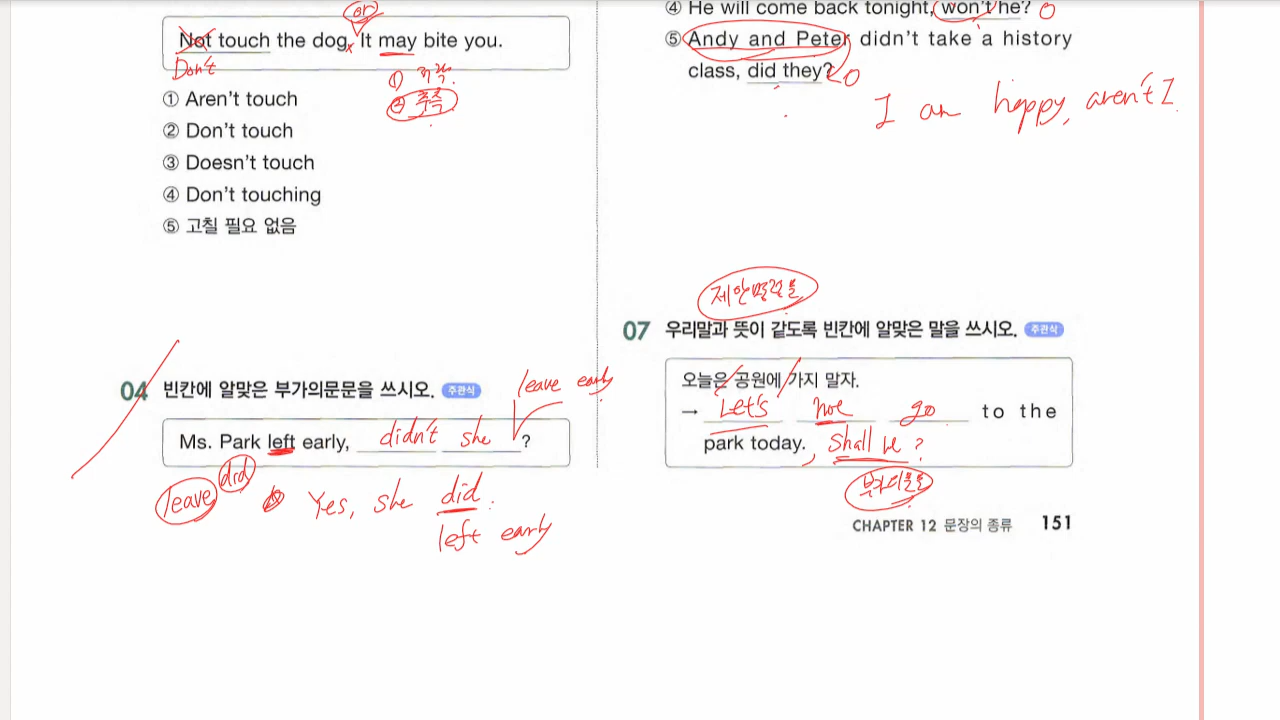 or
Not touch the dog. It may bite you.
Don't
① 허락
② 추측
① Aren't touch
② Don't touch
③ Doesn't touch
④ Don't touching
⑤ 고칠 필요 없음
04 빈칸에 알맞은 부가의문문을 쓰시오. 주관식
leave early
Ms. Park left early, didn't she ?
leave did
Yes, she did.
left early
④ He will come back tonight, won't he? O
⑤ Andy and Peter didn't take a history
class, did they? O
I am happy, aren't I
제안명령문
07 우리말과 뜻이 같도록 빈칸에 알맞은 말을 쓰시오. 주관식
오늘은 공원에 가지 말자.
→ Let's not go to the
park today. , Shall we?
부가의문문
CHAPTER 12 문장의 종류 151